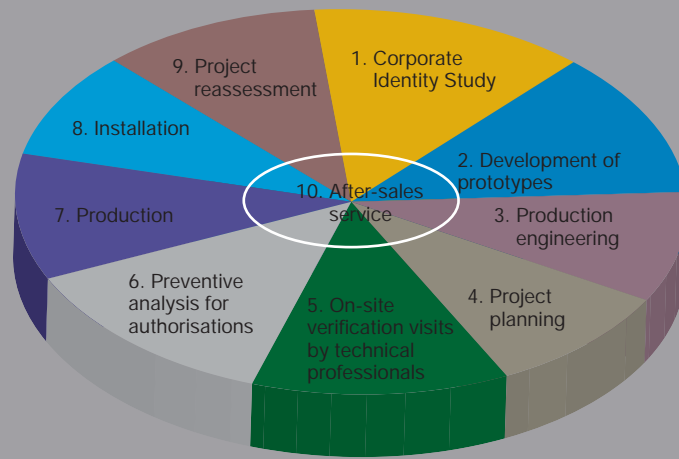 1. Corporate
Identity Study
2. Development of
prototypes
3. Production
engineering
4. Project
planning
5. On-site
verification visits
by technical
professionals
6. Preventive
analysis for
authorisations
7. Production
8. Installation
9. Project
reassessment
10. After-sales
service